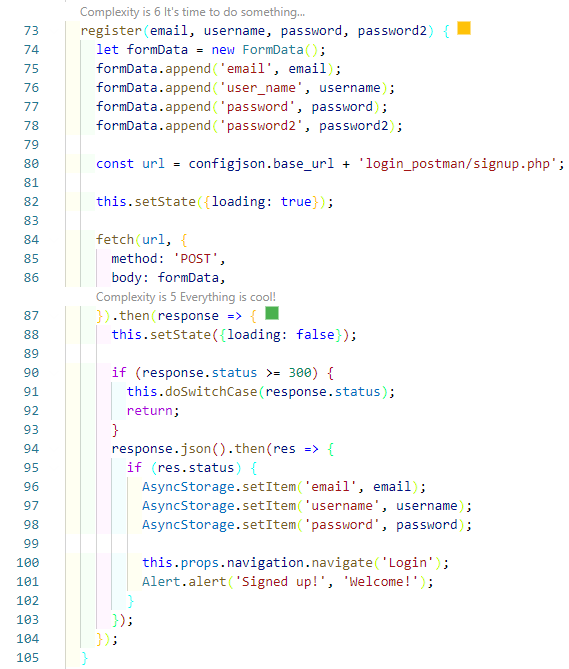 Complexity is 6 It's time to do something...
73 register(email, username, password, password2) {
74 let formData = new FormData();
75 formData.append('email', email);
76 formData.append('user_name', username);
77 formData.append('password', password);
78 formData.append('password2', password2);
79
80 const url = configjson.base_url + 'login_postman/signup.php';
81
82 this.setState({loading: true});
83
84 fetch(url, {
85 method: 'POST',
86 body: formData,
Complexity is 5 Everything is cool!
87 }).then(response => {
88 this.setState({loading: false});
89
90 if (response.status >= 300) {
91 this.doSwitchCase(response.status);
92 return;
93 }
94 response.json().then(res => {
95 if (res.status) {
96 AsyncStorage.setItem('email', email);
97 AsyncStorage.setItem('username', username);
98 AsyncStorage.setItem('password', password);
99
100 this.props.navigation.navigate('Login');
101 Alert.alert('Signed up!', 'Welcome!');
102 }
103 });
104 });
105 }